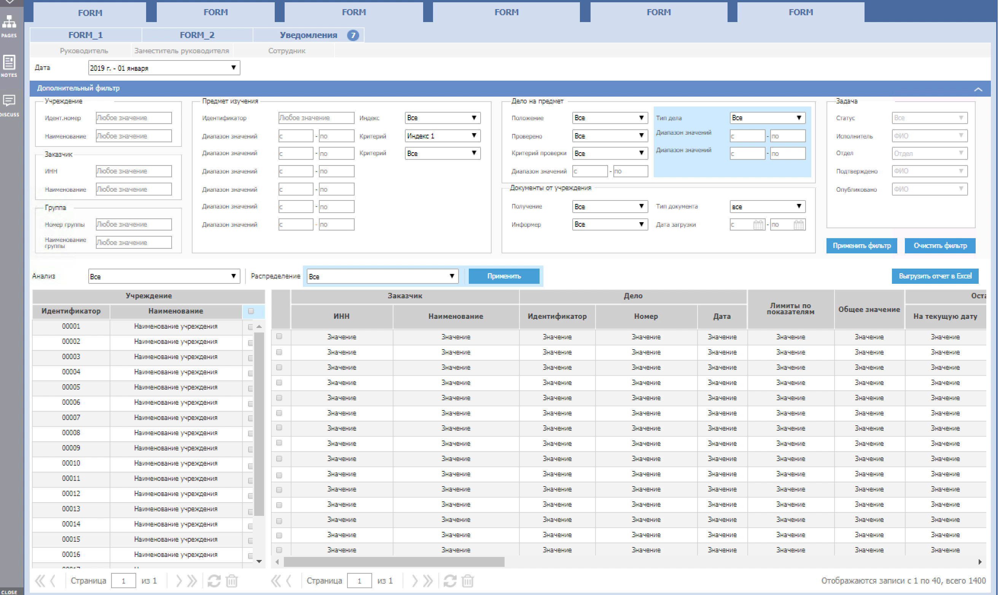 FORM FORM FORM FORM FORM FORM
PAGES
FORM_1 FORM_2 Уведомления 7
Руководитель Заместитель руководителя Сотрудник
NOTES
Дата 2019 г. - 01 января
Дополнительный фильтр
DISCUSS
Учреждение Предмет изучения Дело на предмет Задача
Идент.номер Любое значение Идентификатор Любое значение Индекс Все Положение Все Тип дела Все Статус Все
Наименование Любое значение Диапазон значений с - по Критерий Индекс 1 Проверено Все Диапазон значений с - по Исполнитель ФИО
Заказчик Диапазон значений с - по Критерий Все Критерий проверки Все Диапазон значений с - по Отдел Отдел
ИНН Любое значение Диапазон значений с - по Диапазон значений с - по Подтверждено ФИО
Наименование Любое значение Диапазон значений с - по Документы от учреждения Опубликовано ФИО
Группа Диапазон значений с - по Получение Все Тип документа все
Номер группы Любое значение Диапазон значений с - по Информер Все Дата загрузки с - по
Наименование группы Любое значение Применить фильтр Очистить фильтр
Анализ Все Распределение Все Применить Выгрузить отчет в Excel
Учреждение Заказчик Дело Лимиты по показателям Общее значение Оста
Идентификатор Наименование ИНН Наименование Идентификатор Номер Дата На текущую дату
00001 Наименование учреждения Значение Значение Значение Значение Значение Значение Значение Значение
00002 Наименование учреждения Значение Значение Значение Значение Значение Значение Значение Значение
00003 Наименование учреждения Значение Значение Значение Значение Значение Значение Значение Значение
00004 Наименование учреждения Значение Значение Значение Значение Значение Значение Значение Значение
00005 Наименование учреждения Значение Значение Значение Значение Значение Значение Значение Значение
00006 Наименование учреждения Значение Значение Значение Значение Значение Значение Значение Значение
00007 Наименование учреждения Значение Значение Значение Значение Значение Значение Значение Значение
00008 Наименование учреждения Значение Значение Значение Значение Значение Значение Значение Значение
00009 Наименование учреждения Значение Значение Значение Значение Значение Значение Значение Значение
00010 Наименование учреждения Значение Значение Значение Значение Значение Значение Значение Значение
00011 Наименование учреждения Значение Значение Значение Значение Значение Значение Значение Значение
00012 Наименование учреждения Значение Значение Значение Значение Значение Значение Значение Значение
00013 Наименование учреждения Значение Значение Значение Значение Значение Значение Значение Значение
00014 Наименование учреждения Значение Значение Значение Значение Значение Значение Значение Значение
00015 Наименование учреждения Значение Значение Значение Значение Значение Значение Значение Значение
00016 Наименование учреждения
Страница 1 из 1 Страница 1 из 1 Отображаются записи с 1 по 40, всего 1400
CLOSE